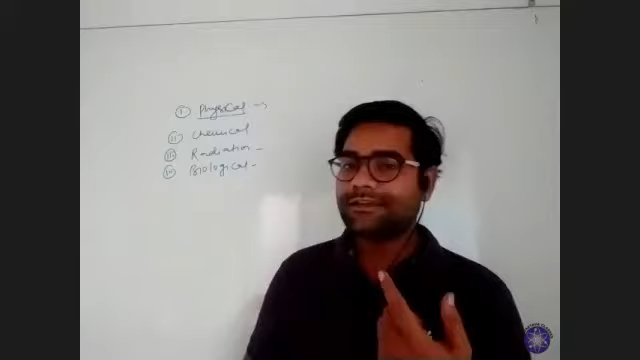 (i) Physical →
(ii) Chemical
(iii) Radiation -
(iv) Biological -